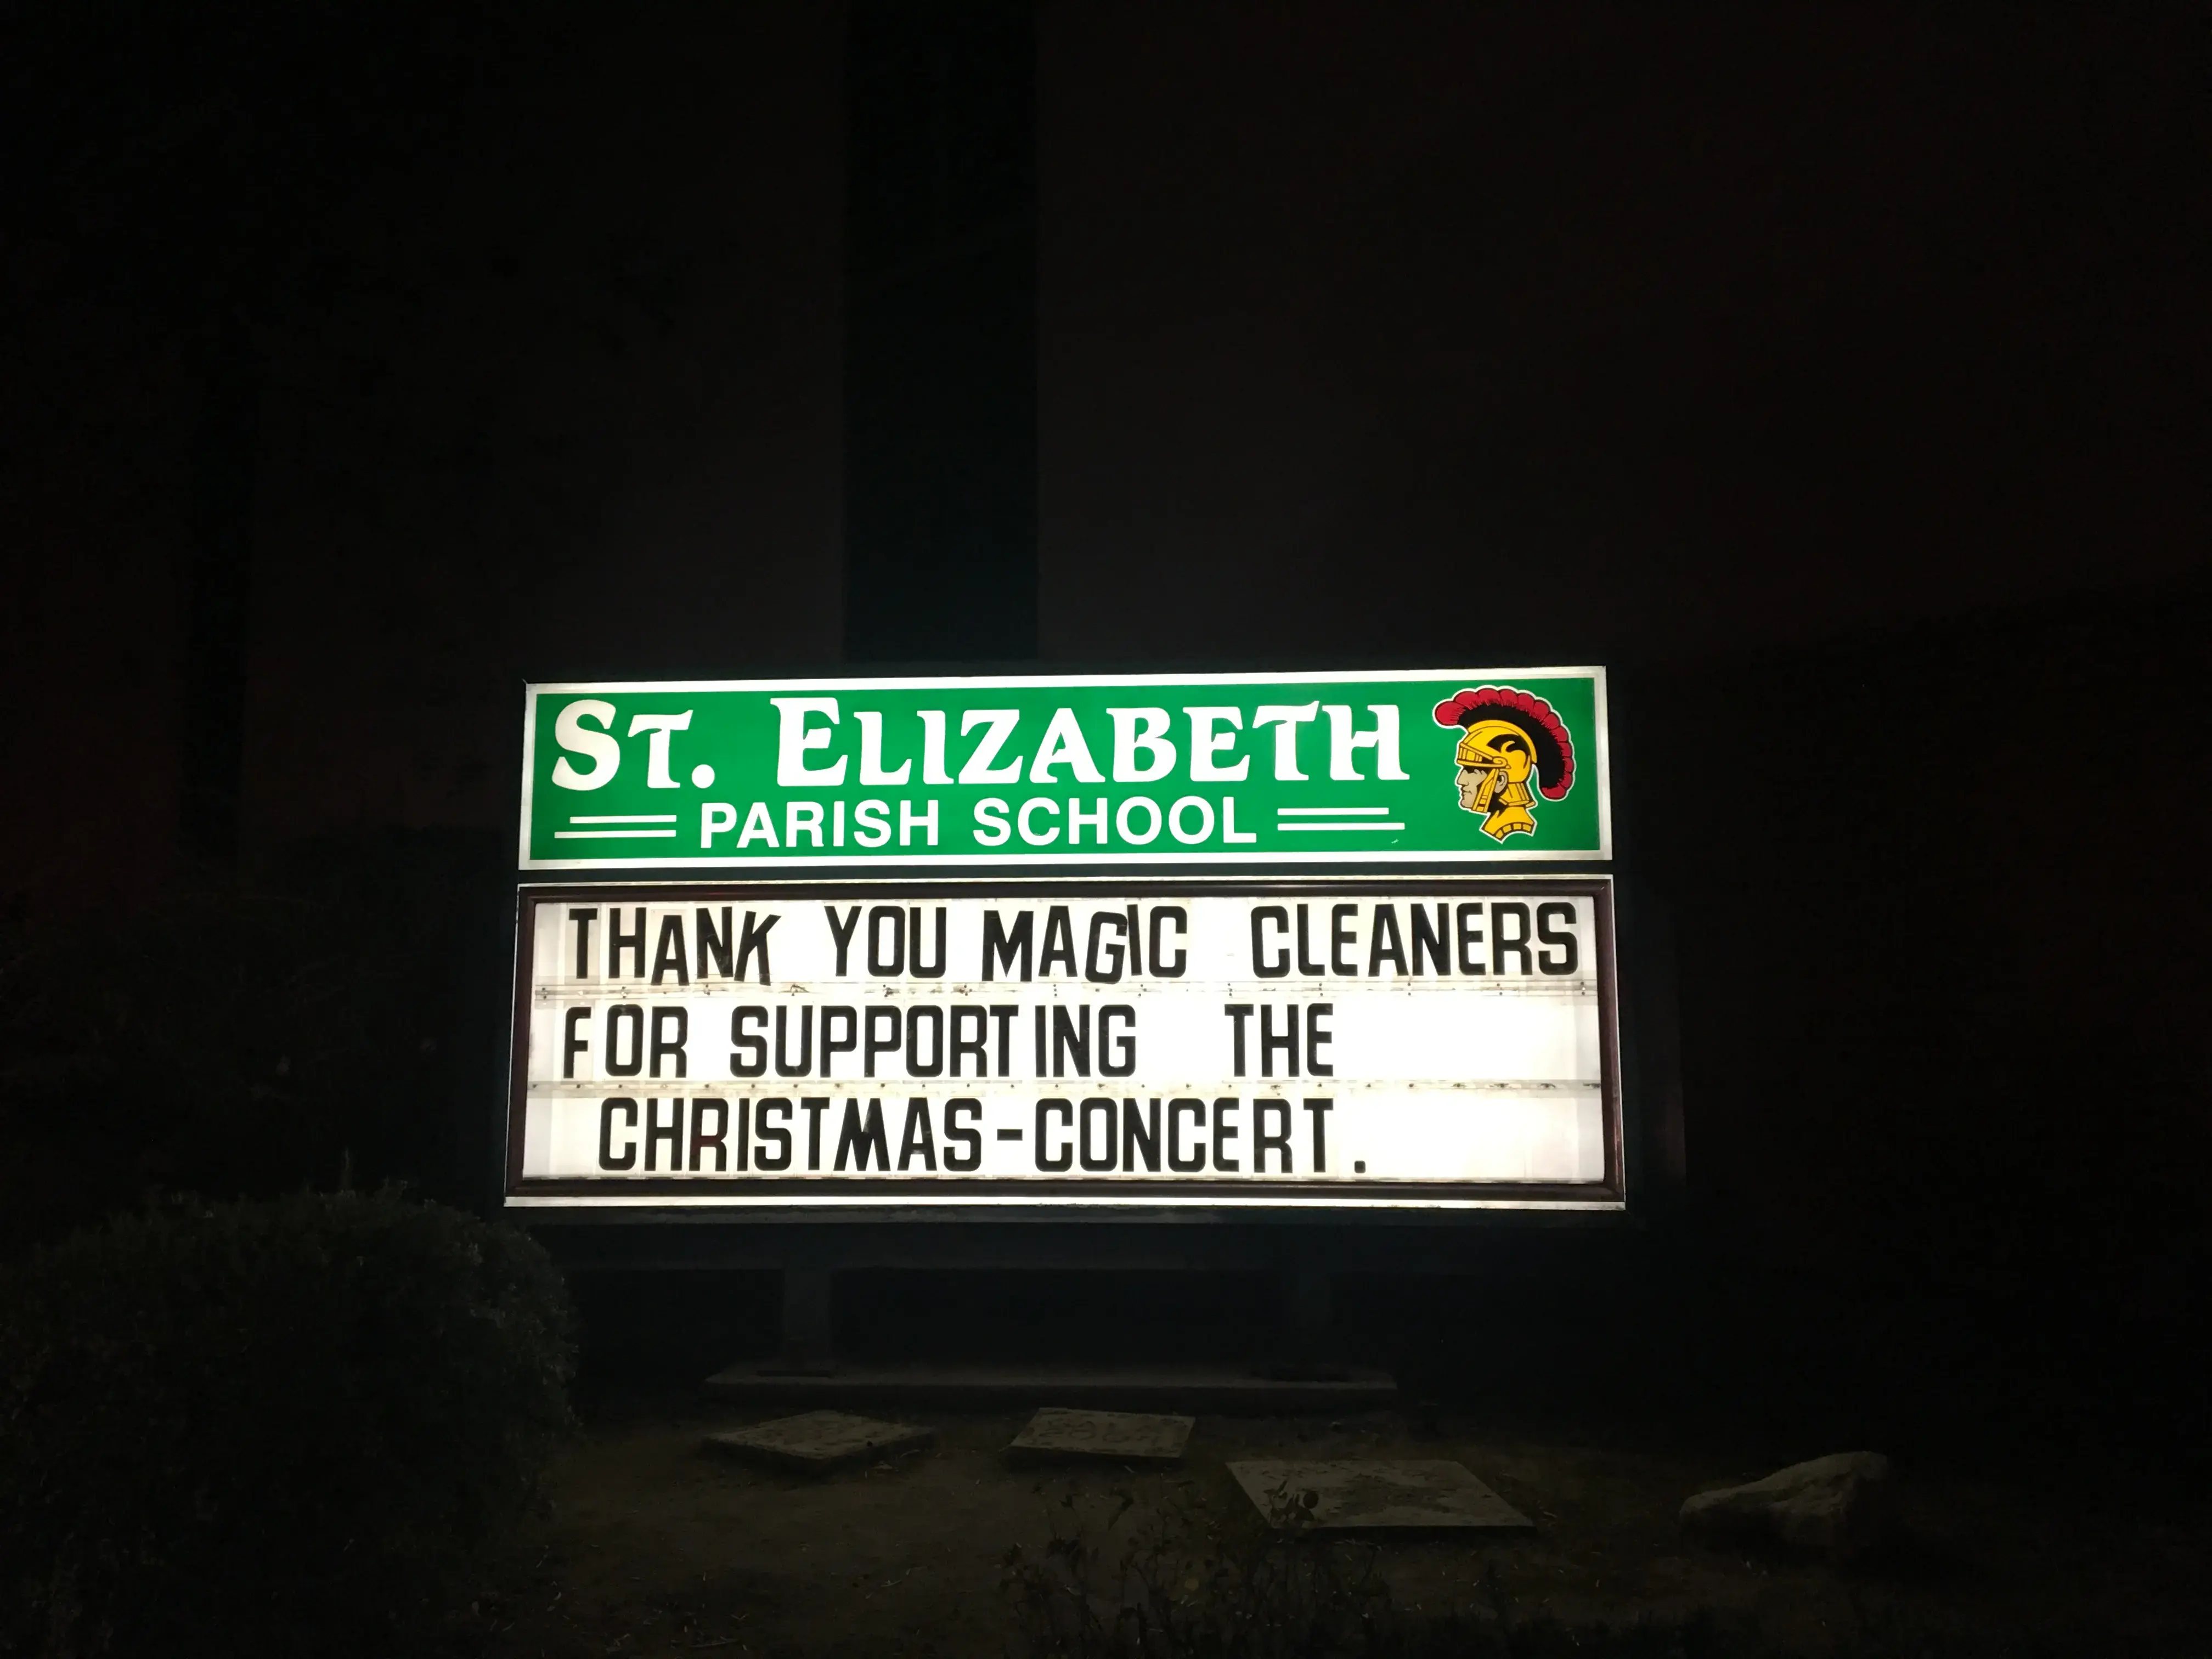 ST. ELIZABETH
PARISH SCHOOL
THANK YOU MAGIC CLEANERS
FOR SUPPORTING THE
CHRISTMAS-CONCERT.